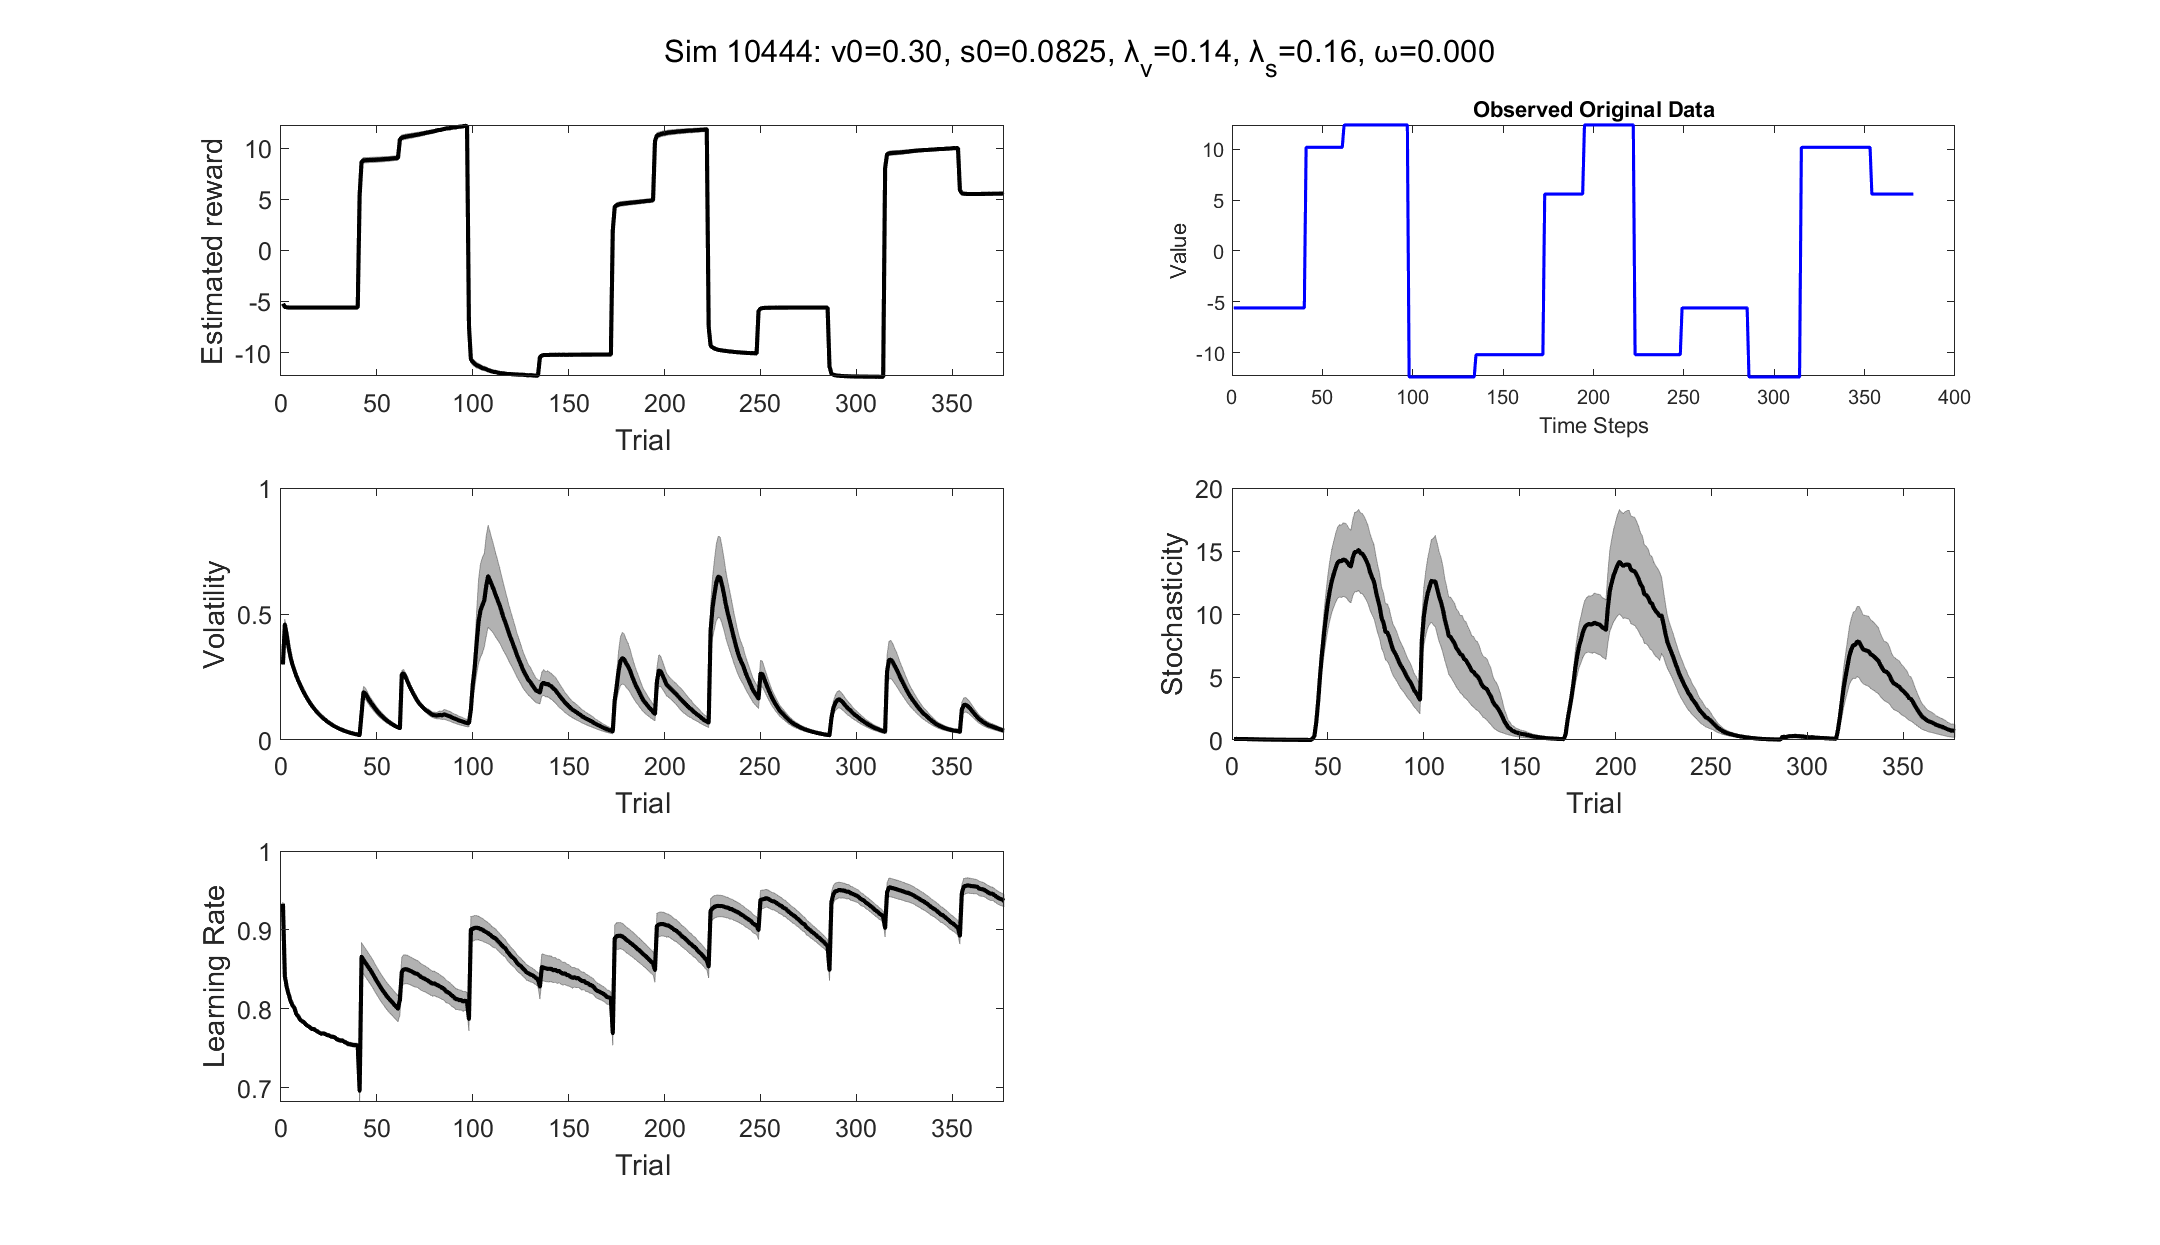 Sim 10444: v0=0.30, s0=0.0825, λ_v=0.14, λ_s=0.16, ω=0.000
Estimated reward
10
5
0
-5
-10
0 50 100 150 200 250 300 350
Trial
Observed Original Data
Value
10
5
0
-5
-10
0 50 100 150 200 250 300 350 400
Time Steps
Volatility
1
0.5
0
0 50 100 150 200 250 300 350
Trial
Stochasticity
20
15
10
5
0
0 50 100 150 200 250 300 350
Trial
Learning Rate
1
0.9
0.8
0.7
0 50 100 150 200 250 300 350
Trial